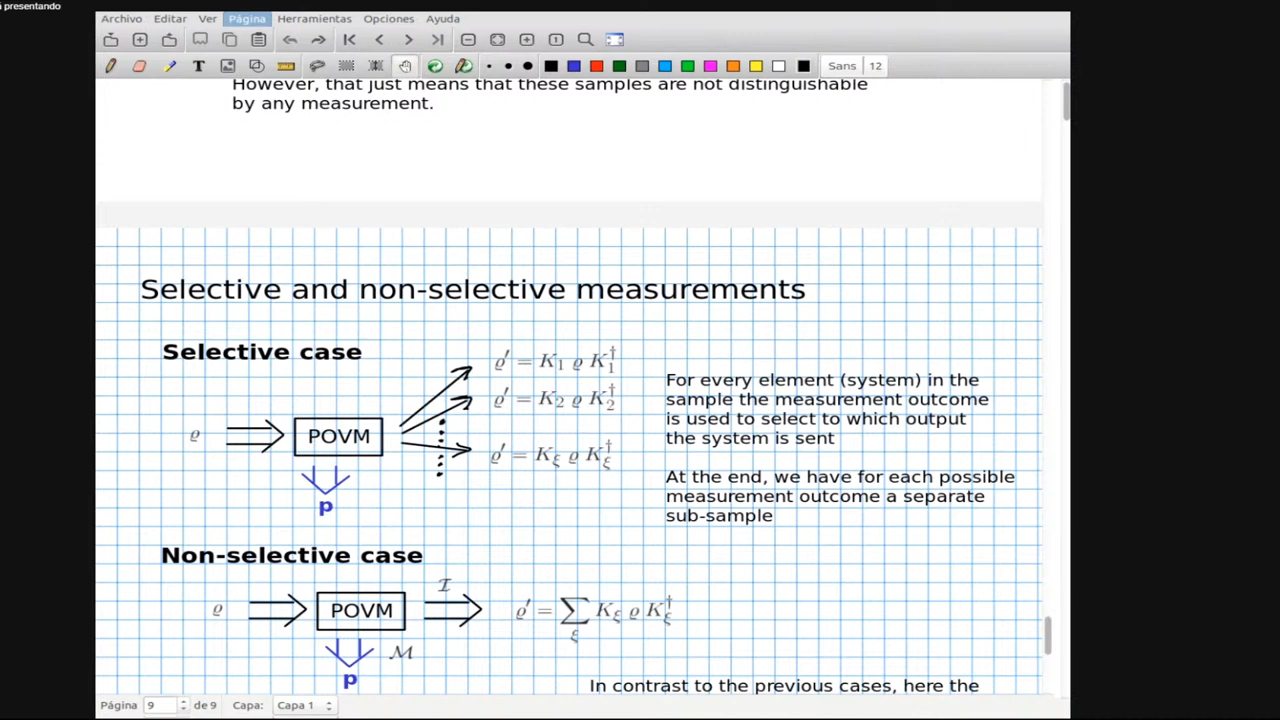 á presentando
Archivo Editar Ver Página Herramientas Opciones Ayuda
Sans 12
However, that just means that these samples are not distinguishable
by any measurement.
Selective and non-selective measurements
Selective case
ϱ′ = K₁ ϱ K₁†
ϱ′ = K₂ ϱ K₂†
ϱ POVM
ϱ′ = K_ξ ϱ K_ξ†
p
For every element (system) in the
sample the measurement outcome
is used to select to which output
the system is sent
At the end, we have for each possible
measurement outcome a separate
sub-sample
Non-selective case
ℐ
ϱ POVM ϱ′ = ∑_ξ K_ξ ϱ K_ξ†
ℳ
p
In contrast to the previous cases, here the
Página 9 de 9 Capa: Capa 1